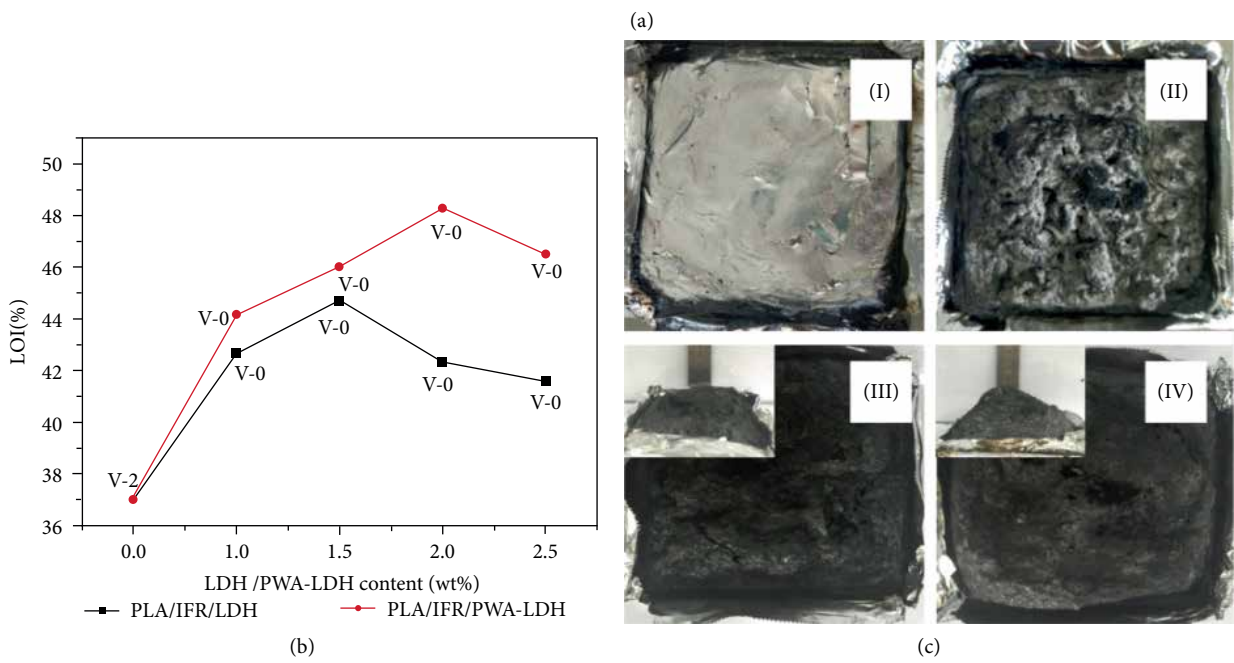 (a)
50
48
46
44
42
40
38
36
LOI(%)
V-2
V-0
V-0
V-0
V-0
V-0
V-0
V-0
V-0
0.0 1.0 1.5 2.0 2.5
LDH /PWA-LDH content (wt%)
PLA/IFR/LDH PLA/IFR/PWA-LDH
(b)
(I)
(II)
(III)
(IV)
(c)